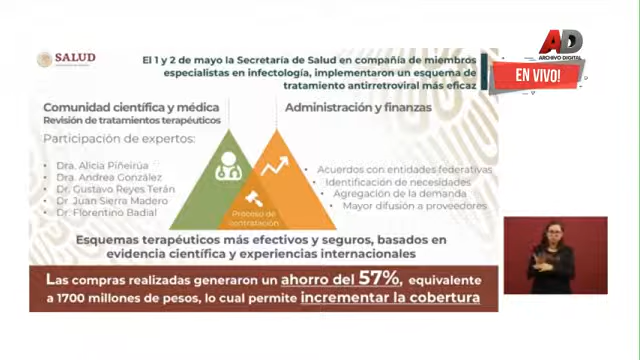 SALUD
El 1 y 2 de mayo la Secretaría de Salud en compañía de miembros
especialistas en infectología, implementaron un esquema de
tratamiento antirretroviral más eficaz
AD
ARCHIVO DIGITAL
EN VIVO!
Comunidad científica y médica
Revisión de tratamientos terapéuticos
Participación de expertos:
• Dra. Alicia Piñeirúa
• Dra. Andrea González
• Dr. Gustavo Reyes Terán
• Dr. Juan Sierra Madero
• Dr. Florentino Badial
Administración y finanzas
• Acuerdos con entidades federativas
• Identificación de necesidades
• Agregación de la demanda
• Mayor difusión a proveedores
Proceso de
contratación
Esquemas terapéuticos más efectivos y seguros, basados en
evidencia científica y experiencias internacionales
Las compras realizadas generaron un ahorro del 57%, equivalente
a 1700 millones de pesos, lo cual permite incrementar la cobertura